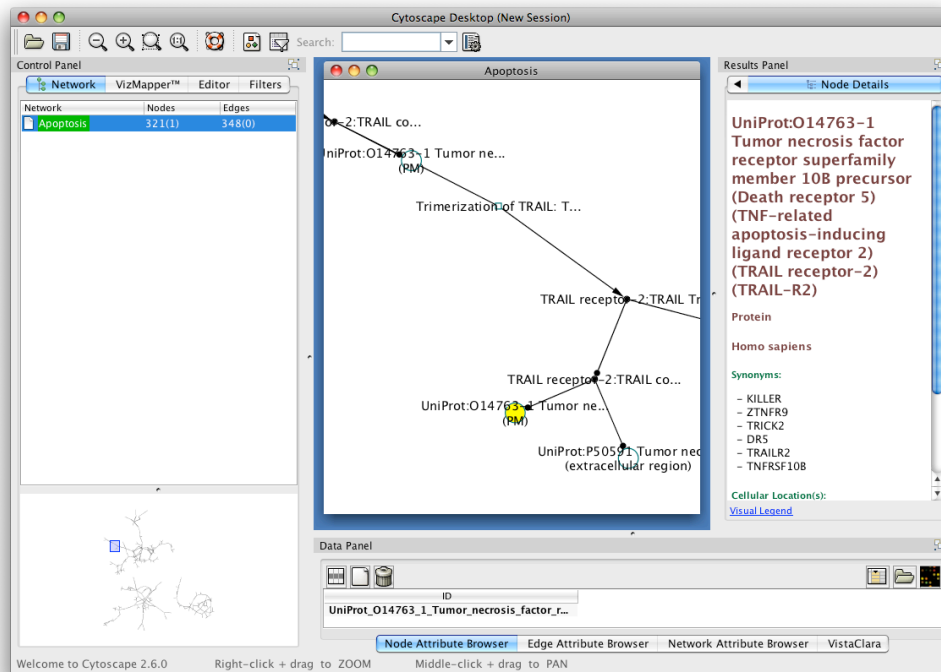 Cytoscape Desktop (New Session)
Search:
Control Panel
Network VizMapper™ Editor Filters
Network Nodes Edges
Apoptosis 321(1) 348(0)
Apoptosis
or-2:TRAIL co...
UniProt:O14763-1 Tumor ne...
(PM)
Trimerization of TRAIL: T...
TRAIL receptor-2:TRAIL Tr
TRAIL receptor-2:TRAIL co...
UniProt:O14763-1 Tumor ne...
(PM)
UniProt:P50591 Tumor nec
(extracellular region)
Results Panel
Node Details
UniProt:O14763-1
Tumor necrosis factor
receptor superfamily
member 10B precursor
(Death receptor 5)
(TNF-related
apoptosis-inducing
ligand receptor 2)
(TRAIL receptor-2)
(TRAIL-R2)
Protein
Homo sapiens
Synonyms:
- KILLER
- ZTNFR9
- TRICK2
- DR5
- TRAILR2
- TNFRSF10B
Cellular Location(s):
Visual Legend
Data Panel
ID
UniProt_O14763_1_Tumor_necrosis_factor_r...
Node Attribute Browser Edge Attribute Browser Network Attribute Browser VistaClara
Welcome to Cytoscape 2.6.0 Right-click + drag to ZOOM Middle-click + drag to PAN